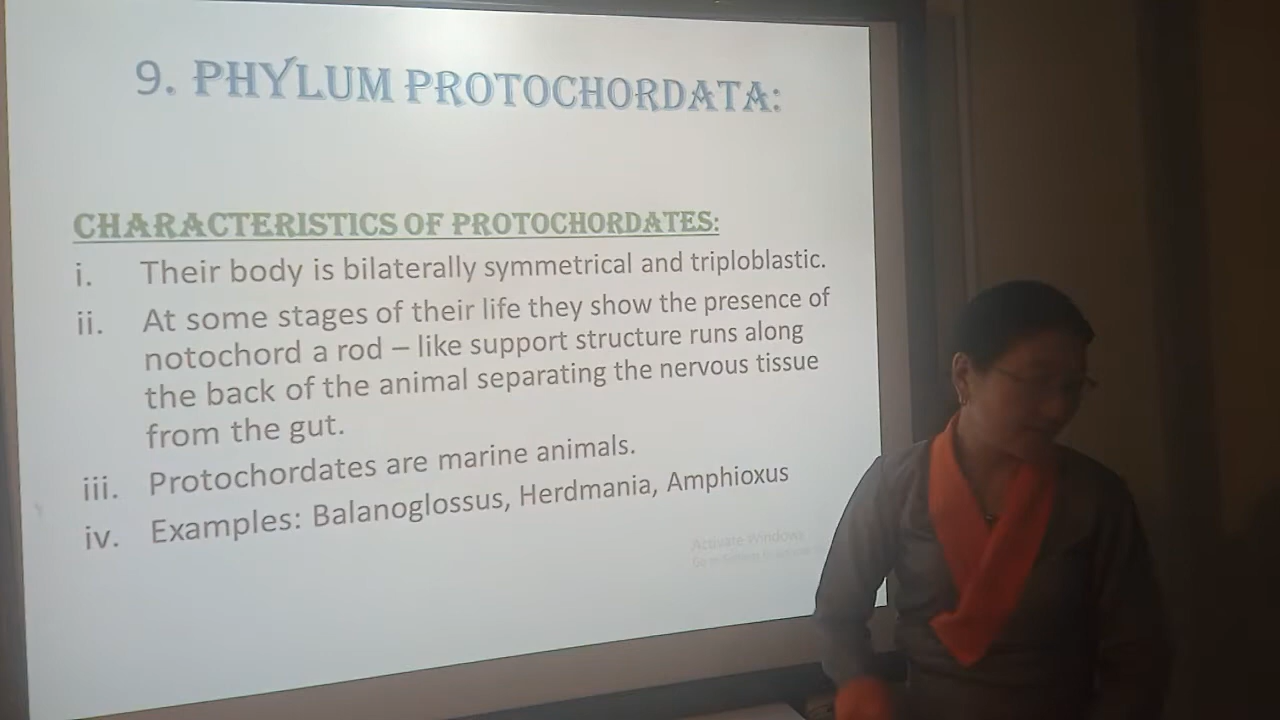 9. PHYLUM PROTOCHORDATA:
CHARACTERISTICS OF PROTOCHORDATES:
i. Their body is bilaterally symmetrical and triploblastic.
ii. At some stages of their life they show the presence of
notochord a rod – like support structure runs along
the back of the animal separating the nervous tissue
from the gut.
iii. Protochordates are marine animals.
iv. Examples: Balanoglossus, Herdmania, Amphioxus
Activate Windows
Go to Settings to